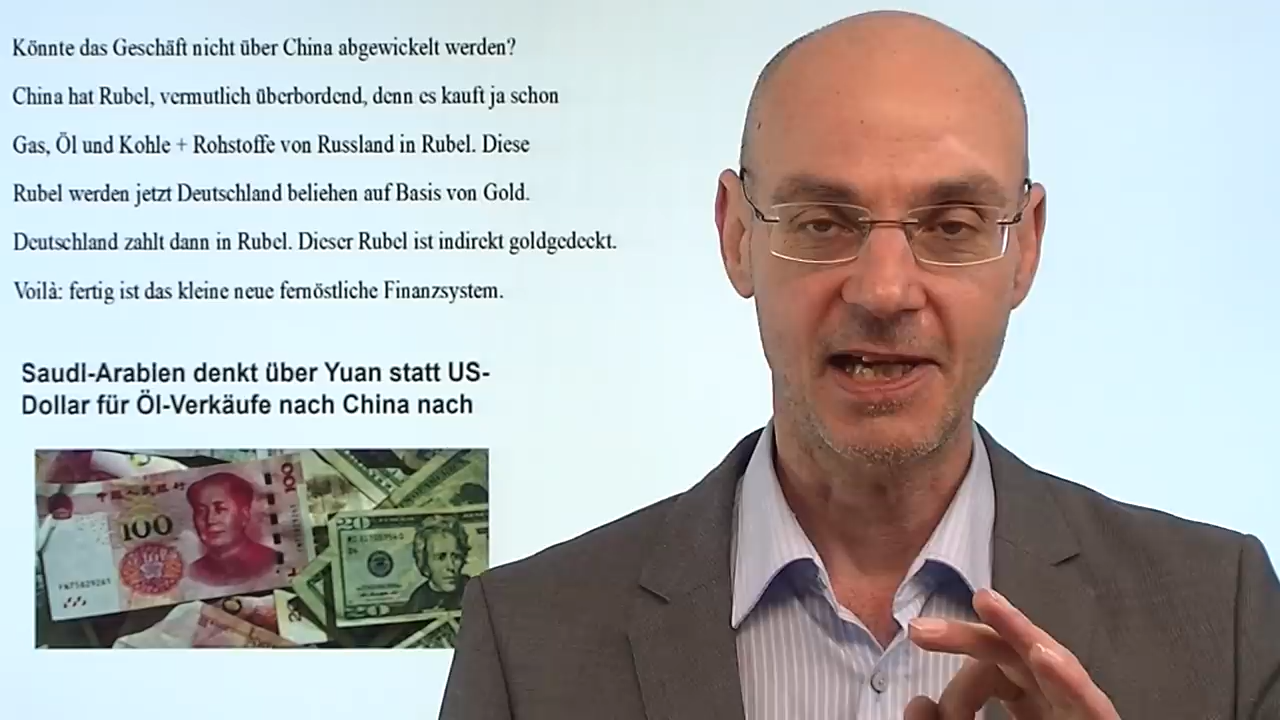 Könnte das Geschäft nicht über China abgewickelt werden?
China hat Rubel, vermutlich überbordend, denn es kauft ja schon
Gas, Öl und Kohle + Rohstoffe von Russland in Rubel. Diese
Rubel werden jetzt Deutschland beliehen auf Basis von Gold.
Deutschland zahlt dann in Rubel. Dieser Rubel ist indirekt goldgedeckt.
Voilà: fertig ist das kleine neue fernöstliche Finanzsystem.
Saudi-Arabien denkt über Yuan statt US-
Dollar für Öl-Verkäufe nach China nach
100
100
20